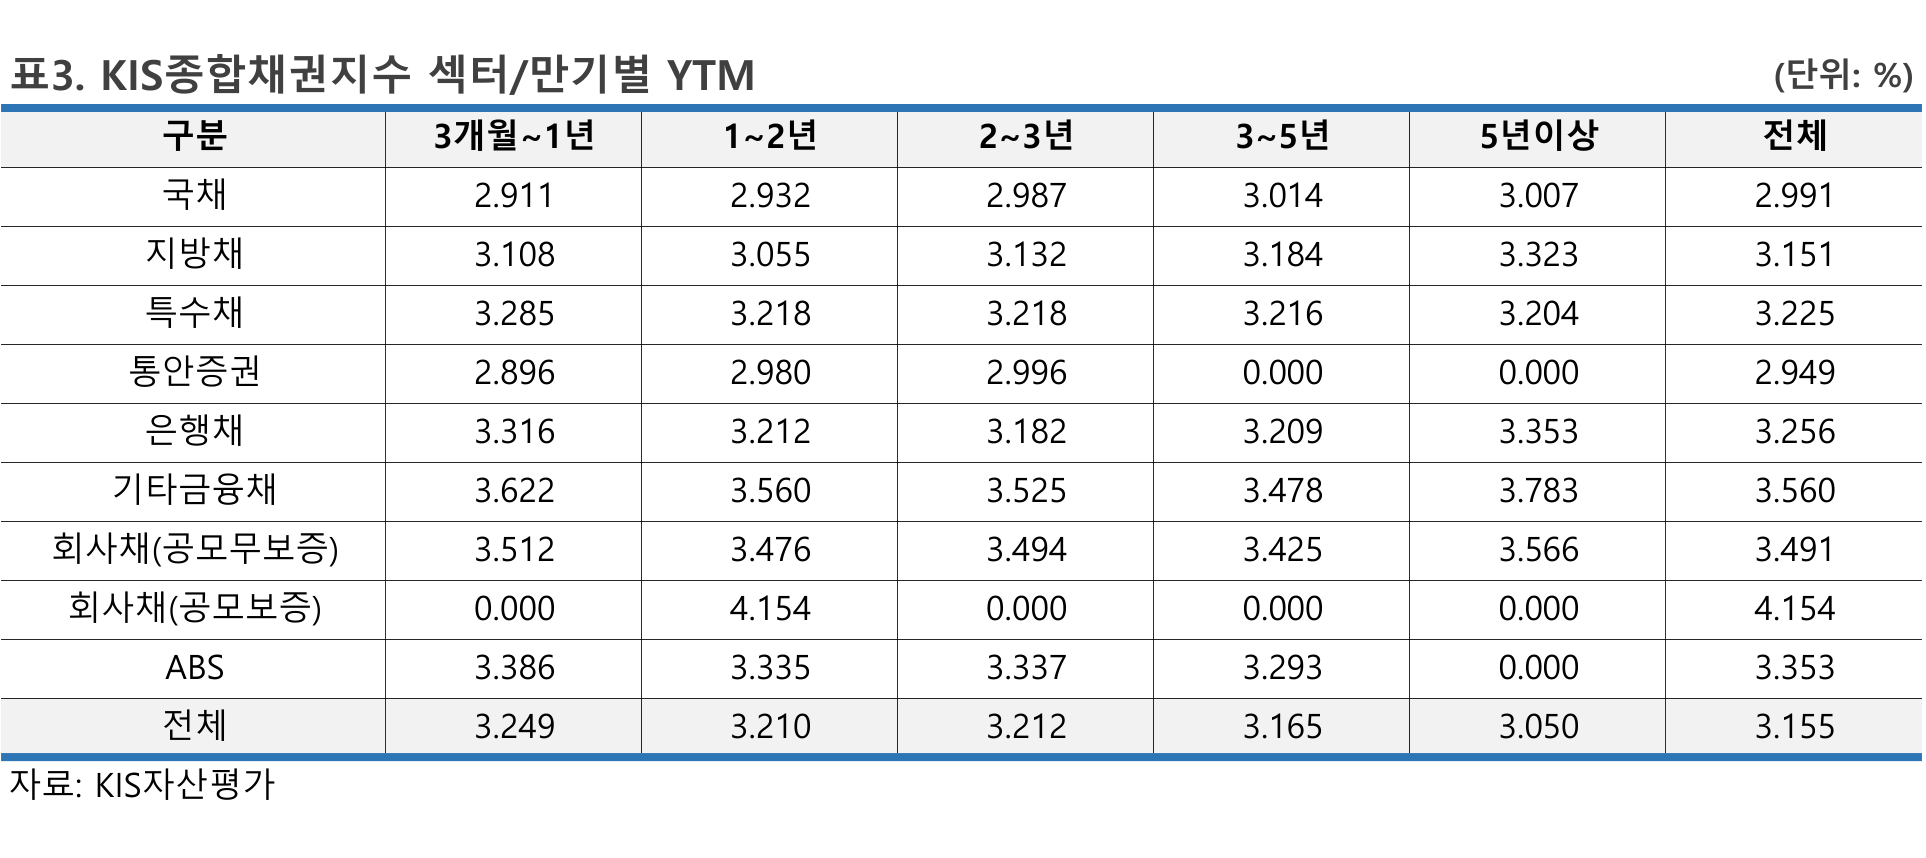 표3. KIS종합채권지수 섹터/만기별 YTM (단위: %)
구분 3개월~1년 1~2년 2~3년 3~5년 5년이상 전체
국채 2.911 2.932 2.987 3.014 3.007 2.991
지방채 3.108 3.055 3.132 3.184 3.323 3.151
특수채 3.285 3.218 3.218 3.216 3.204 3.225
통안증권 2.896 2.980 2.996 0.000 0.000 2.949
은행채 3.316 3.212 3.182 3.209 3.353 3.256
기타금융채 3.622 3.560 3.525 3.478 3.783 3.560
회사채(공모무보증) 3.512 3.476 3.494 3.425 3.566 3.491
회사채(공모보증) 0.000 4.154 0.000 0.000 0.000 4.154
ABS 3.386 3.335 3.337 3.293 0.000 3.353
전체 3.249 3.210 3.212 3.165 3.050 3.155
자료: KIS자산평가